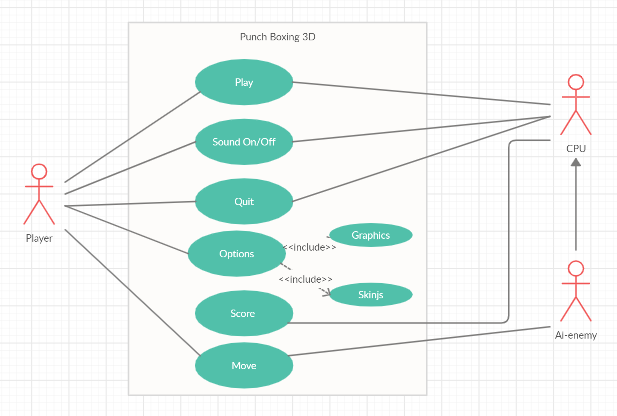 Punch Boxing 3D
Play
Sound On/Off
Quit
Options
<<include>>
Graphics
<<include>>
Skinjs
Score
Move
Player
CPU
Ai-enemy